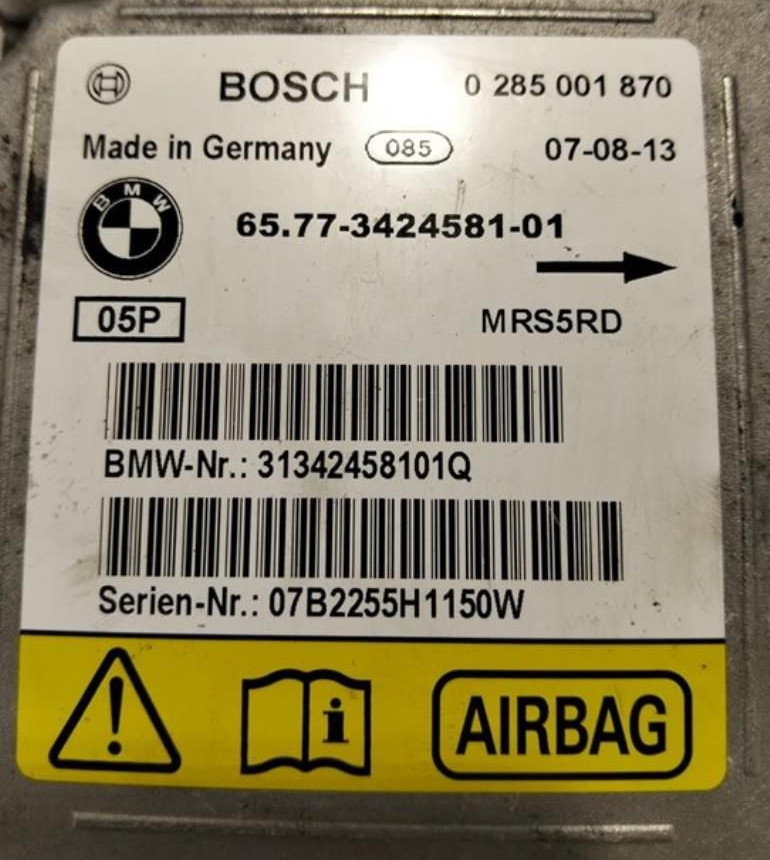 BOSCH 0 285 001 870
Made in Germany 085 07-08-13
BMW 65.77-3424581-01
05P MRS5RD
BMW-Nr.: 31342458101Q
Serien-Nr.: 07B2255H1150W
AIRBAG